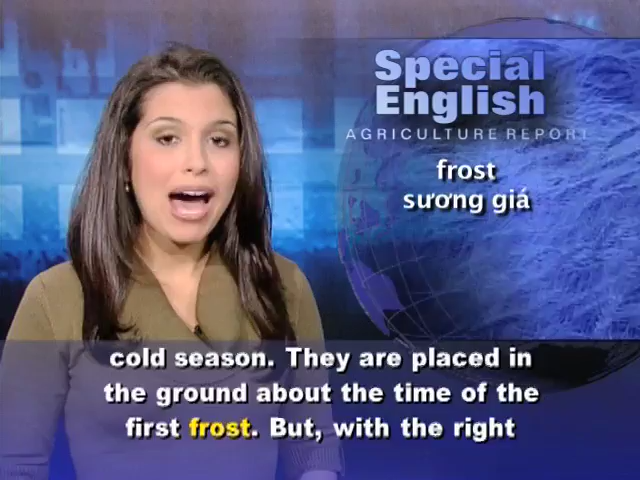 Special
English
AGRICULTURE REPORT
frost
sương giá
cold season. They are placed in
the ground about the time of the
first frost. But, with the right